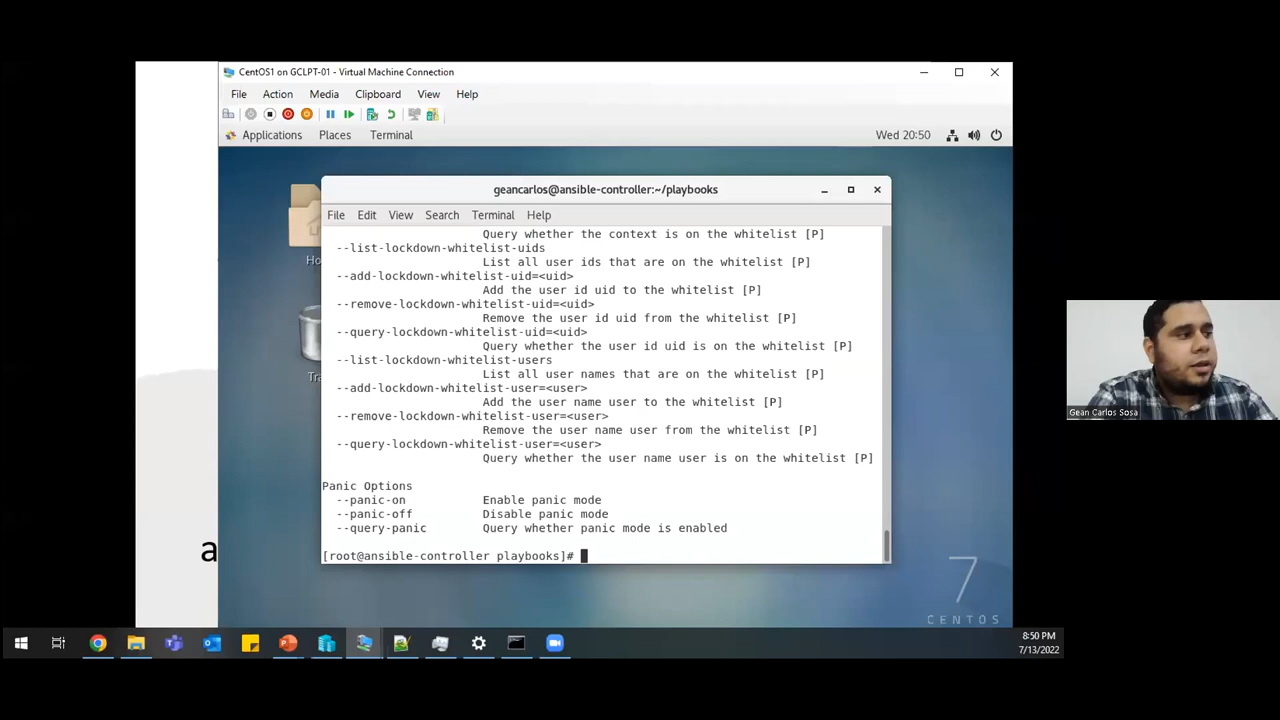 CentOS1 on GCLPT-01 - Virtual Machine Connection
File Action Media Clipboard View Help
Applications Places Terminal Wed 20:50
geancarlos@ansible-controller:~/playbooks
File Edit View Search Terminal Help
Query whether the context is on the whitelist [P]
--list-lockdown-whitelist-uids
List all user ids that are on the whitelist [P]
--add-lockdown-whitelist-uid=<uid>
Add the user id uid to the whitelist [P]
--remove-lockdown-whitelist-uid=<uid>
Remove the user id uid from the whitelist [P]
--query-lockdown-whitelist-uid=<uid>
Query whether the user id uid is on the whitelist [P]
--list-lockdown-whitelist-users
List all user names that are on the whitelist [P]
--add-lockdown-whitelist-user=<user>
Add the user name user to the whitelist [P]
--remove-lockdown-whitelist-user=<user>
Remove the user name user from the whitelist [P]
--query-lockdown-whitelist-user=<user>
Query whether the user name user is on the whitelist [P]
Panic Options
--panic-on Enable panic mode
--panic-off Disable panic mode
--query-panic Query whether panic mode is enabled
[root@ansible-controller playbooks]#
Ho
Tra
a
7
CENTOS
Gean Carlos Sosa
8:50 PM
7/13/2022